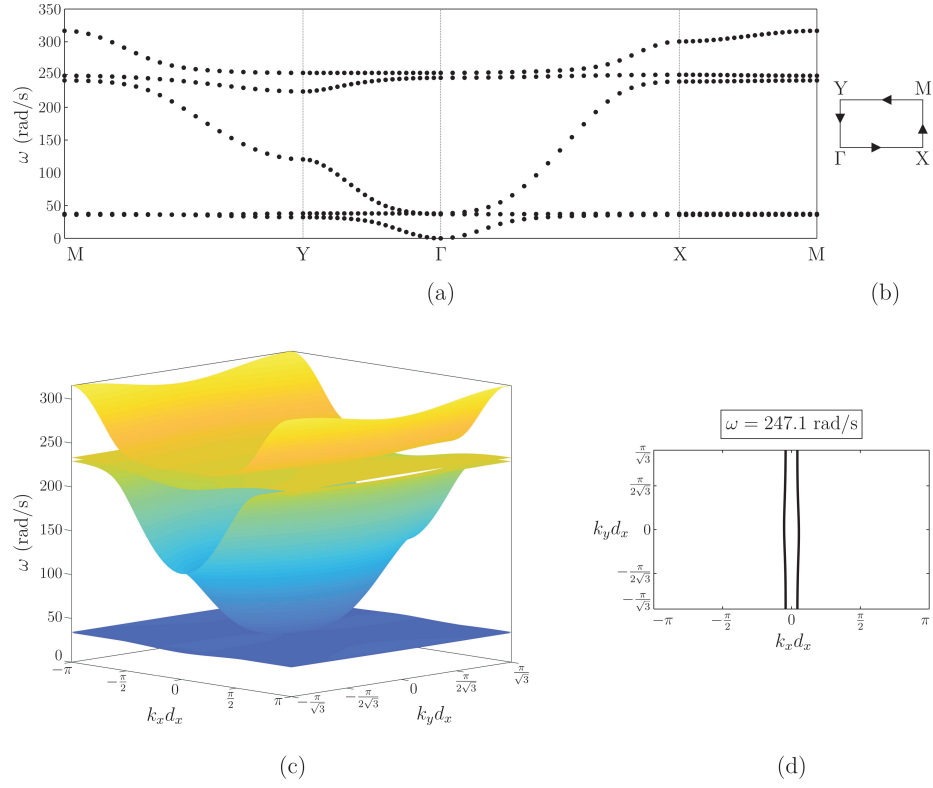 350
300
250
200
150
100
50
0
ω (rad/s)
M Y Γ X M
(a)
Y M
Γ X
(b)
300
250
200
150
100
50
0
ω (rad/s)
−π −π/2 0 π/2 π
k_x d_x
−π/√3 −π/2√3 0 π/2√3 π/√3
k_y d_x
(c)
ω = 247.1 rad/s
π/√3
π/2√3
k_y d_x 0
−π/2√3
−π/√3
−π −π/2 0 π/2 π
k_x d_x
(d)